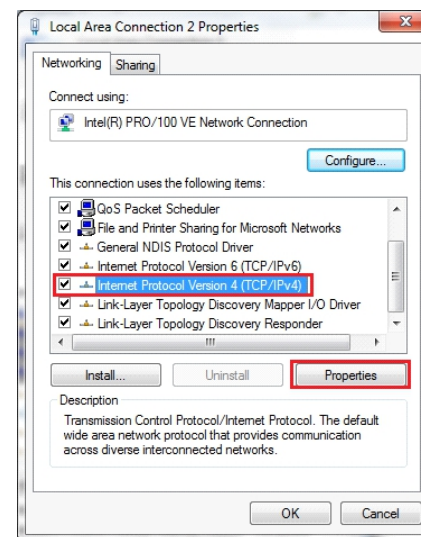 Local Area Connection 2 Properties
Networking Sharing
Connect using:
Intel(R) PRO/100 VE Network Connection
Configure...
This connection uses the following items:
QoS Packet Scheduler
File and Printer Sharing for Microsoft Networks
General NDIS Protocol Driver
Internet Protocol Version 6 (TCP/IPv6)
Internet Protocol Version 4 (TCP/IPv4)
Link-Layer Topology Discovery Mapper I/O Driver
Link-Layer Topology Discovery Responder
Install... Uninstall Properties
Description
Transmission Control Protocol/Internet Protocol. The default
wide area network protocol that provides communication
across diverse interconnected networks.
OK Cancel